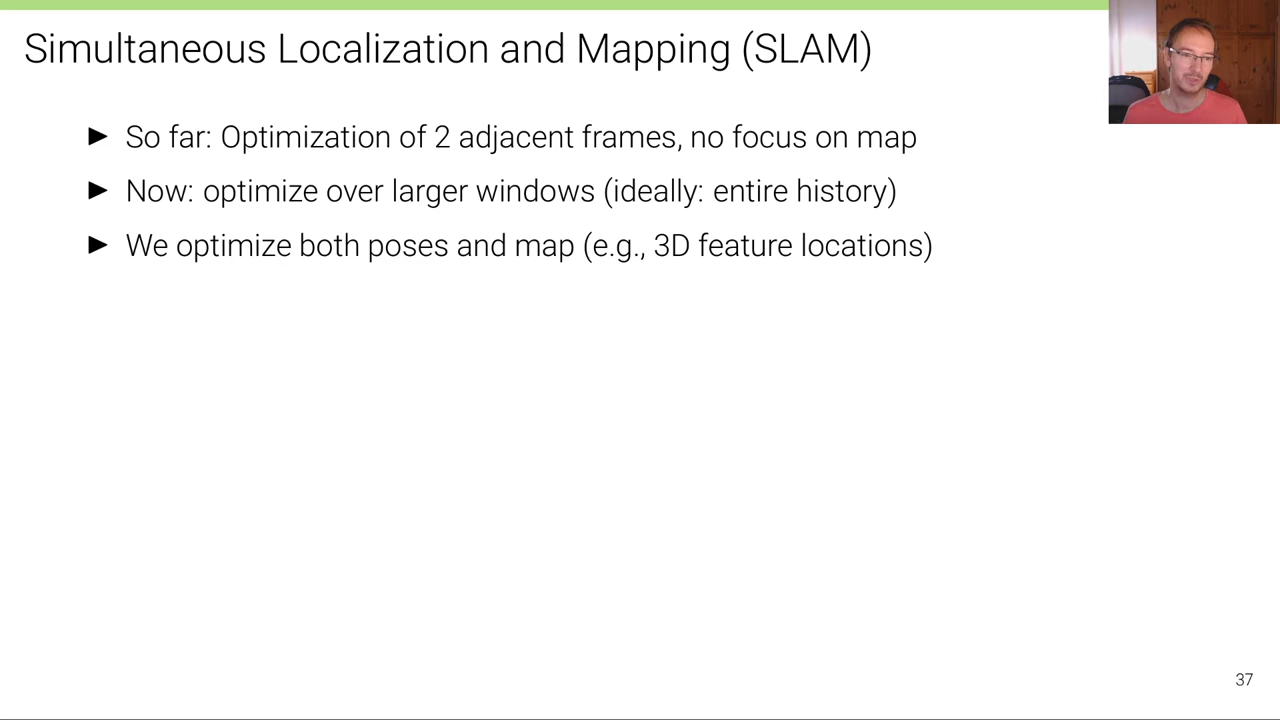 Simultaneous Localization and Mapping (SLAM)
► So far: Optimization of 2 adjacent frames, no focus on map
► Now: optimize over larger windows (ideally: entire history)
► We optimize both poses and map (e.g., 3D feature locations)
37